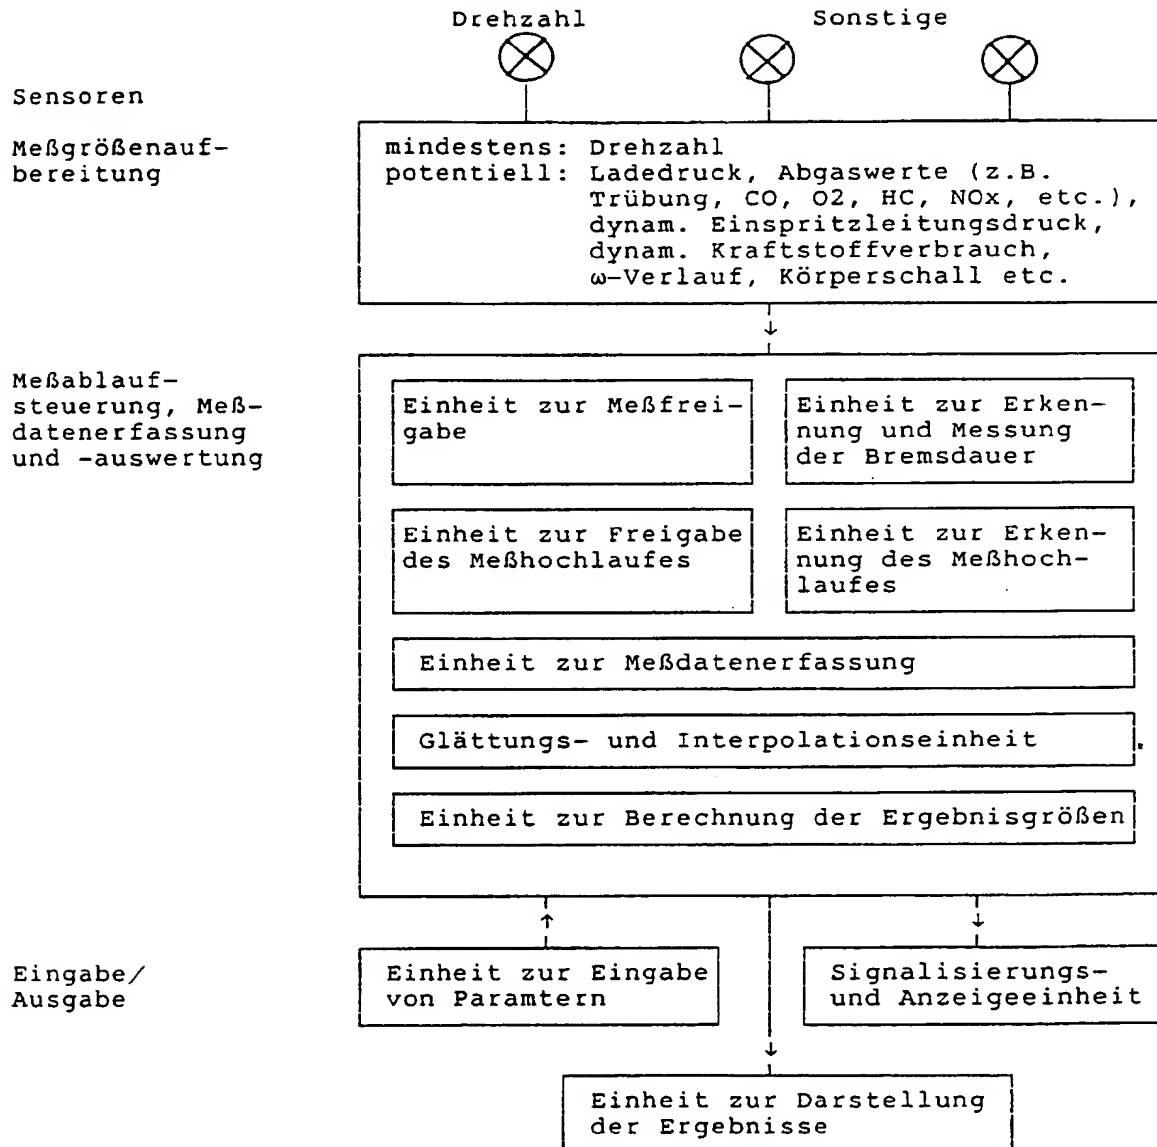 Drehzahl Sonstige
Sensoren
Meßgrößenauf-
bereitung
mindestens: Drehzahl
potentiell: Ladedruck, Abgaswerte (z.B.
Trübung, CO, O2, HC, NOx, etc.),
dynam. Einspritzleitungsdruck,
dynam. Kraftstoffverbrauch,
ω-Verlauf, Körperschall etc.
Meßablauf-
steuerung, Meß-
datenerfassung
und -auswertung
Einheit zur Meßfrei-
gabe
Einheit zur Erken-
nung und Messung
der Bremsdauer
Einheit zur Freigabe
des Meßhochlaufes
Einheit zur Erken-
nung des Meßhoch-
laufes
Einheit zur Meßdatenerfassung
Glättungs- und Interpolationseinheit
Einheit zur Berechnung der Ergebnisgrößen
Eingabe/
Ausgabe
Einheit zur Eingabe
von Paramtern
Signalisierungs-
und Anzeigeeinheit
Einheit zur Darstellung
der Ergebnisse